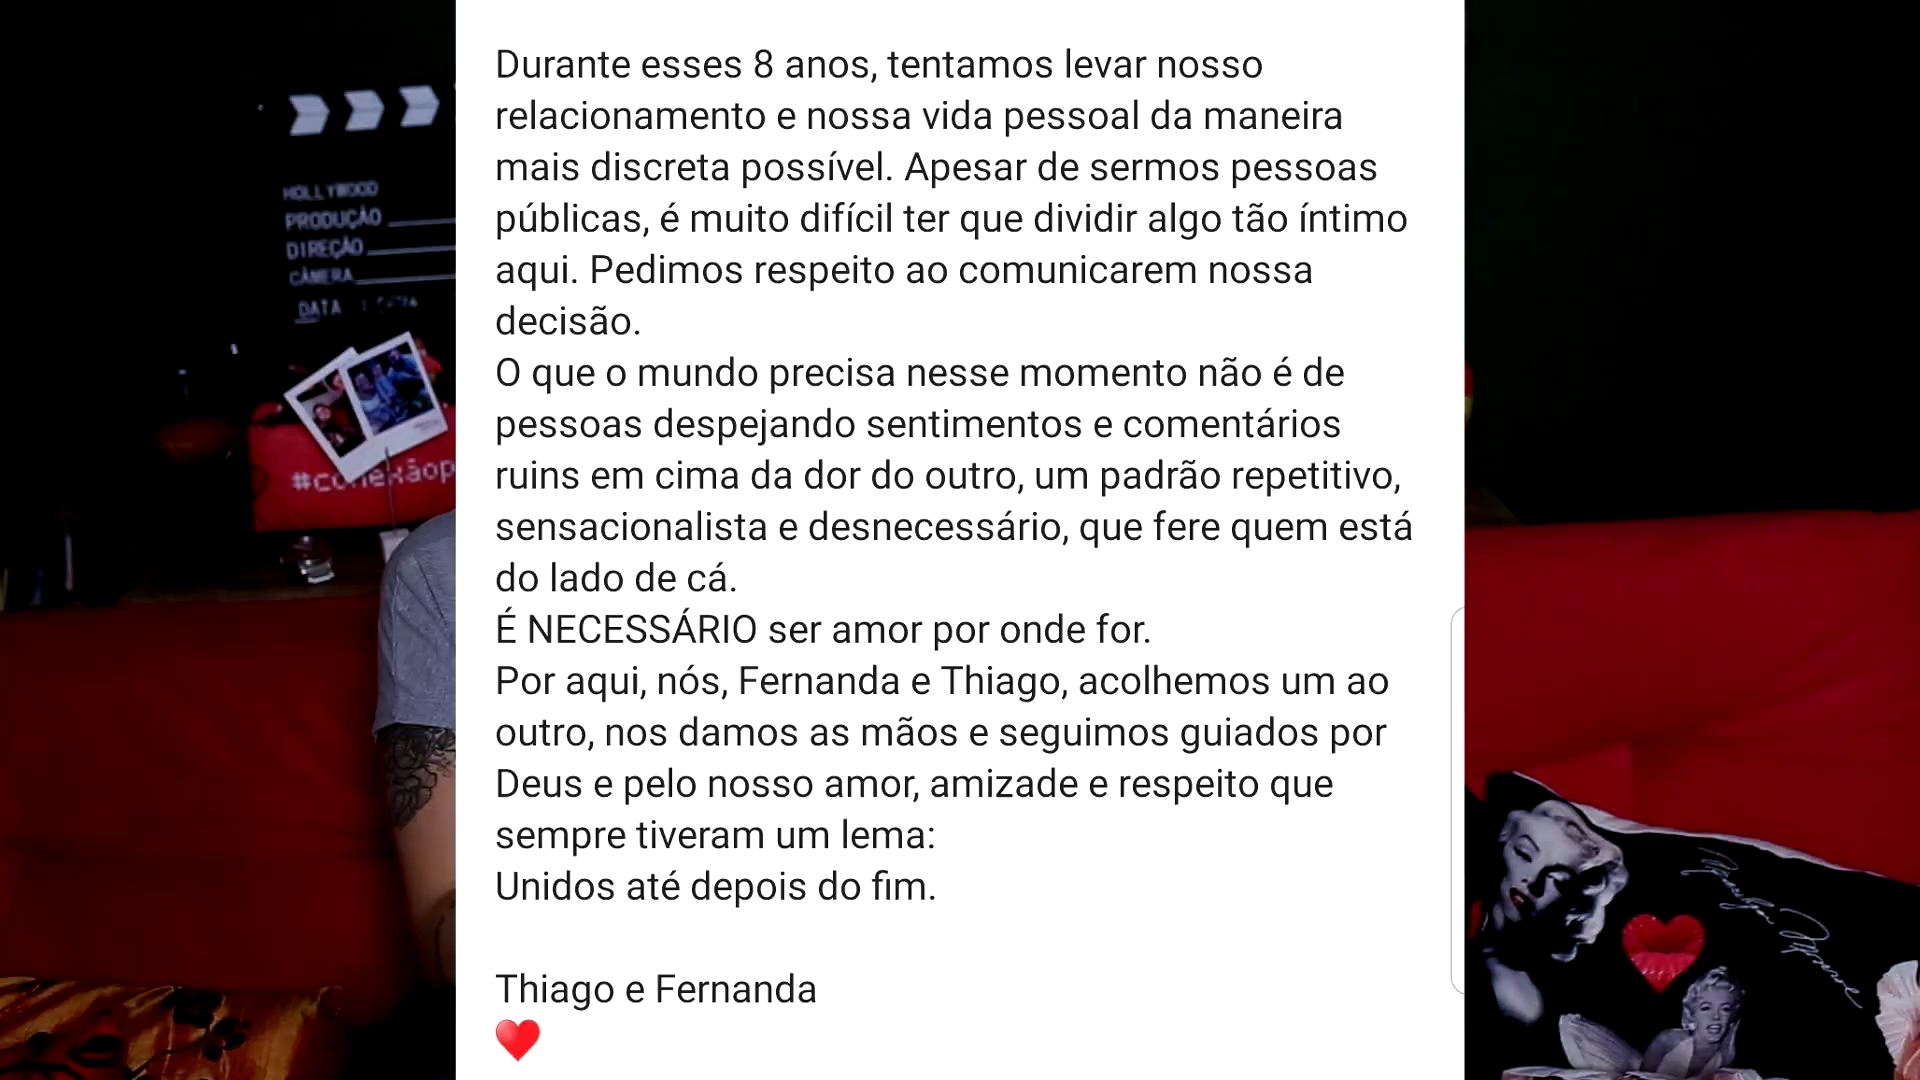 HOLLYWOOD
PRODUÇÃO
DIREÇÃO
CÂMERA
DATA
Durante esses 8 anos, tentamos levar nosso
relacionamento e nossa vida pessoal da maneira
mais discreta possível. Apesar de sermos pessoas
públicas, é muito difícil ter que dividir algo tão íntimo
aqui. Pedimos respeito ao comunicarem nossa
decisão.
O que o mundo precisa nesse momento não é de
pessoas despejando sentimentos e comentários
ruins em cima da dor do outro, um padrão repetitivo,
sensacionalista e desnecessário, que fere quem está
do lado de cá.
É NECESSÁRIO ser amor por onde for.
Por aqui, nós, Fernanda e Thiago, acolhemos um ao
outro, nos damos as mãos e seguimos guiados por
Deus e pelo nosso amor, amizade e respeito que
sempre tiveram um lema:
Unidos até depois do fim.
Thiago e Fernanda